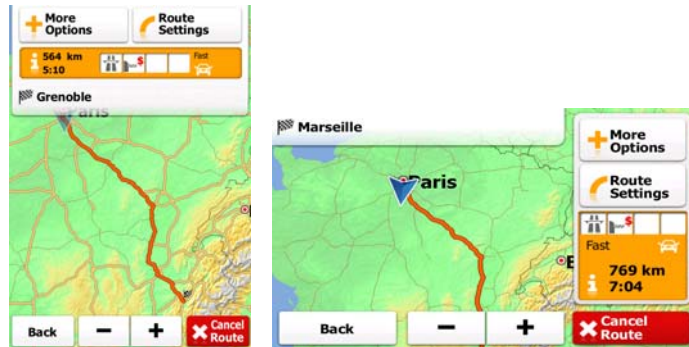 More
Options
Route
Settings
564 km
5:10
$
Fast
Grenoble
Paris
Back
−
+
Cancel
Route
Marseille
Paris
More
Options
Route
Settings
$
Fast
769 km
7:04
Back
−
+
Cancel
Route